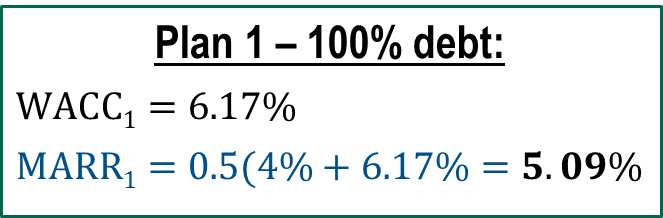 Plan 1 – 100% debt:
WACC₁ = 6.17%
MARR₁ = 0.5(4% + 6.17% = 5.09%